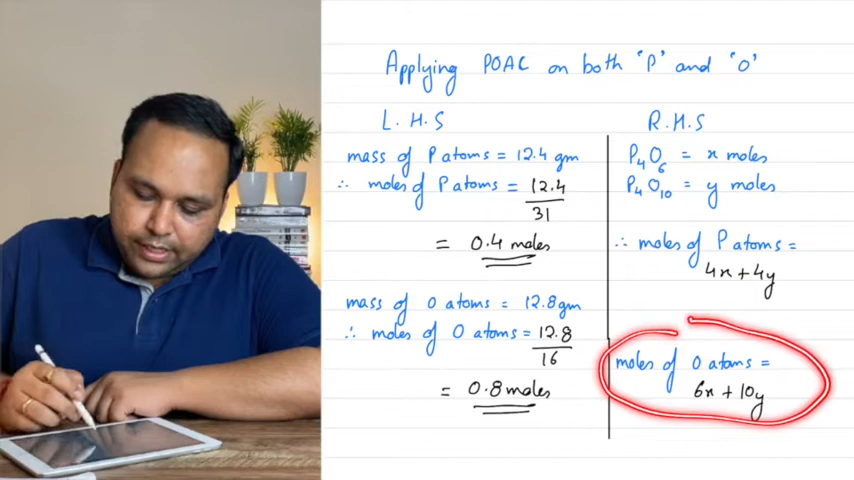 Applying POAC on both 'P' and 'O'
L.H.S
mass of P atoms = 12.4 gm
∴ moles of P atoms = 12.4/31
= 0.4 moles
mass of O atoms = 12.8 gm
∴ moles of O atoms = 12.8/16
= 0.8 moles
R.H.S
P₄O₆ = x moles
P₄O₁₀ = y moles
∴ moles of P atoms =
4x + 4y
moles of O atoms =
6x + 10y